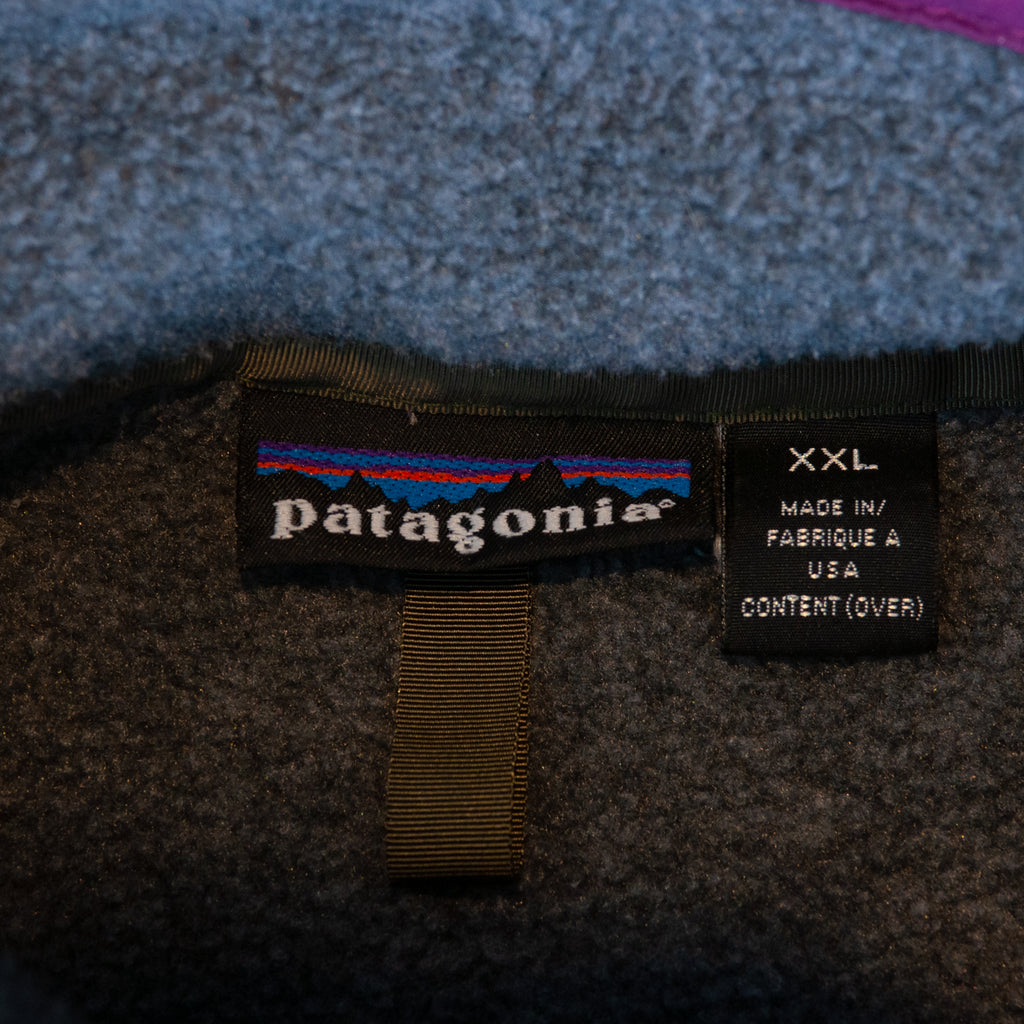 patagonia®
XXL
MADE IN/
FABRIQUE A
USA
CONTENT (OVER)